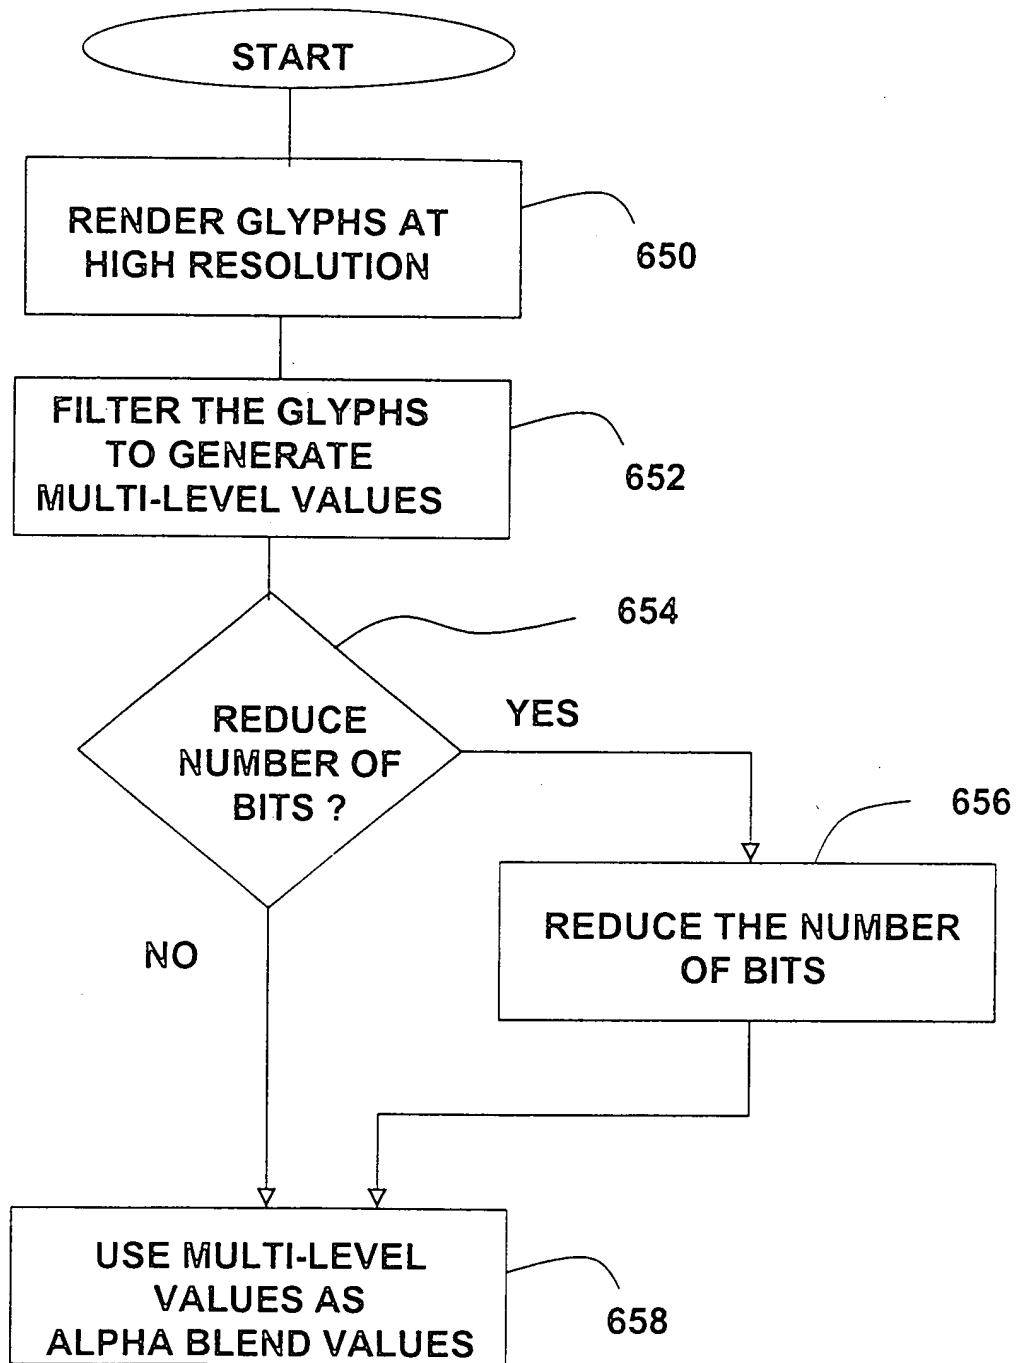 START
RENDER GLYPHS AT
HIGH RESOLUTION
650
FILTER THE GLYPHS
TO GENERATE
MULTI-LEVEL VALUES
652
654
REDUCE
NUMBER OF
BITS ?
YES
656
REDUCE THE NUMBER
OF BITS
NO
USE MULTI-LEVEL
VALUES AS
ALPHA BLEND VALUES
658